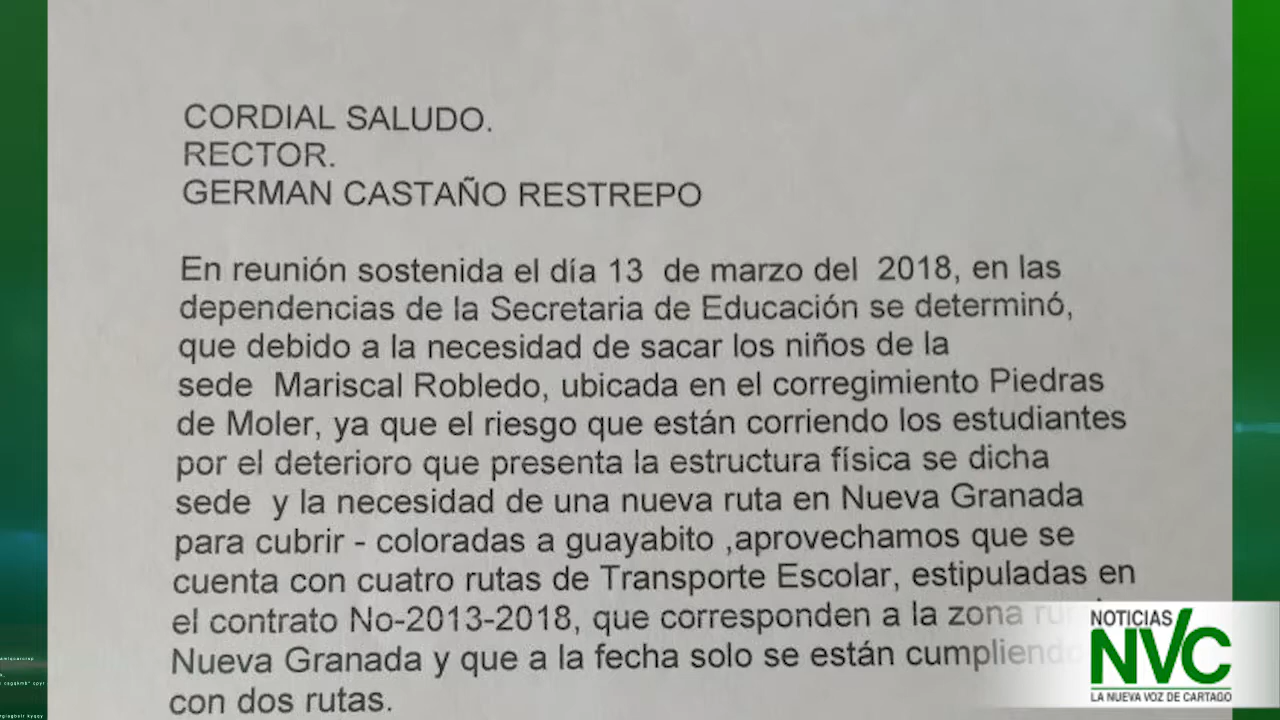 CORDIAL SALUDO.
RECTOR.
GERMAN CASTAÑO RESTREPO
En reunión sostenida el día 13 de marzo del 2018, en las
dependencias de la Secretaria de Educación se determinó,
que debido a la necesidad de sacar los niños de la
sede Mariscal Robledo, ubicada en el corregimiento Piedras
de Moler, ya que el riesgo que están corriendo los estudiantes
por el deterioro que presenta la estructura física se dicha
sede y la necesidad de una nueva ruta en Nueva Granada
para cubrir - coloradas a guayabito ,aprovechamos que se
cuenta con cuatro rutas de Transporte Escolar, estipuladas en
el contrato No-2013-2018, que corresponden a la zona
Nueva Granada y que a la fecha solo se están cumpliendo
con dos rutas.
NOTICIAS
NVC
LA NUEVA VOZ DE CARTAGO